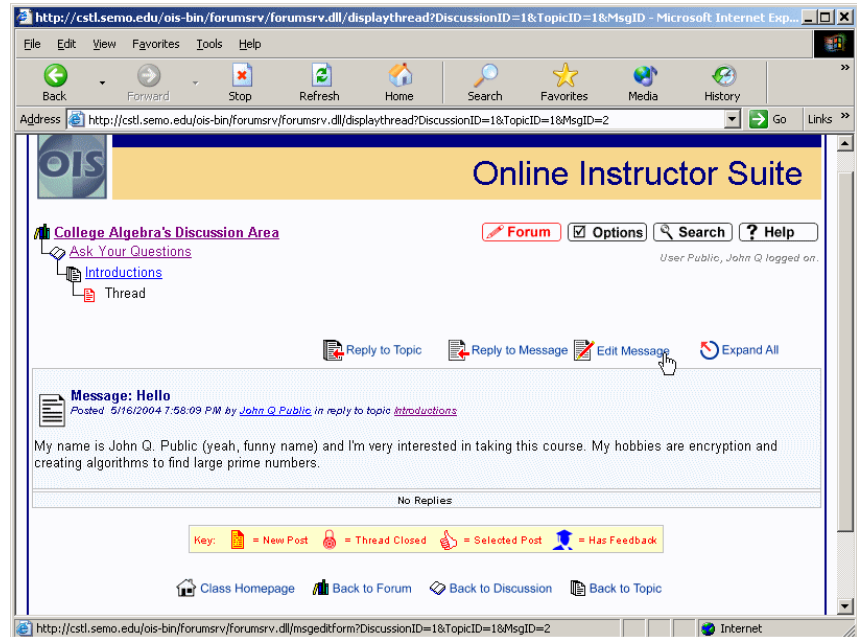 http://cstl.semo.edu/ois-bin/forumsrv/forumsrv.dll/displaythread?DiscussionID=1&TopicID=1&MsgID - Microsoft Internet Exp...
File Edit View Favorites Tools Help
Back Forward Stop Refresh Home Search Favorites Media History »
Address http://cstl.semo.edu/ois-bin/forumsrv/forumsrv.dll/displaythread?DiscussionID=1&TopicID=1&MsgID=2 Go Links »
OIS
Online Instructor Suite
College Algebra's Discussion Area Forum Options Search ? Help
Ask Your Questions
User Public, John Q logged on.
Introductions
Thread
Reply to Topic Reply to Message Edit Message Expand All
Message: Hello
Posted 5/16/2004 7:58:09 PM by John Q Public in reply to topic Introductions
My name is John Q. Public (yeah, funny name) and I'm very interested in taking this course. My hobbies are encryption and
creating algorithms to find large prime numbers.
No Replies
Key: = New Post = Thread Closed = Selected Post = Has Feedback
Class Homepage Back to Forum Back to Discussion Back to Topic
http://cstl.semo.edu/ois-bin/forumsrv/forumsrv.dll/msgeditform?DiscussionID=1&TopicID=1&MsgID=2 Internet